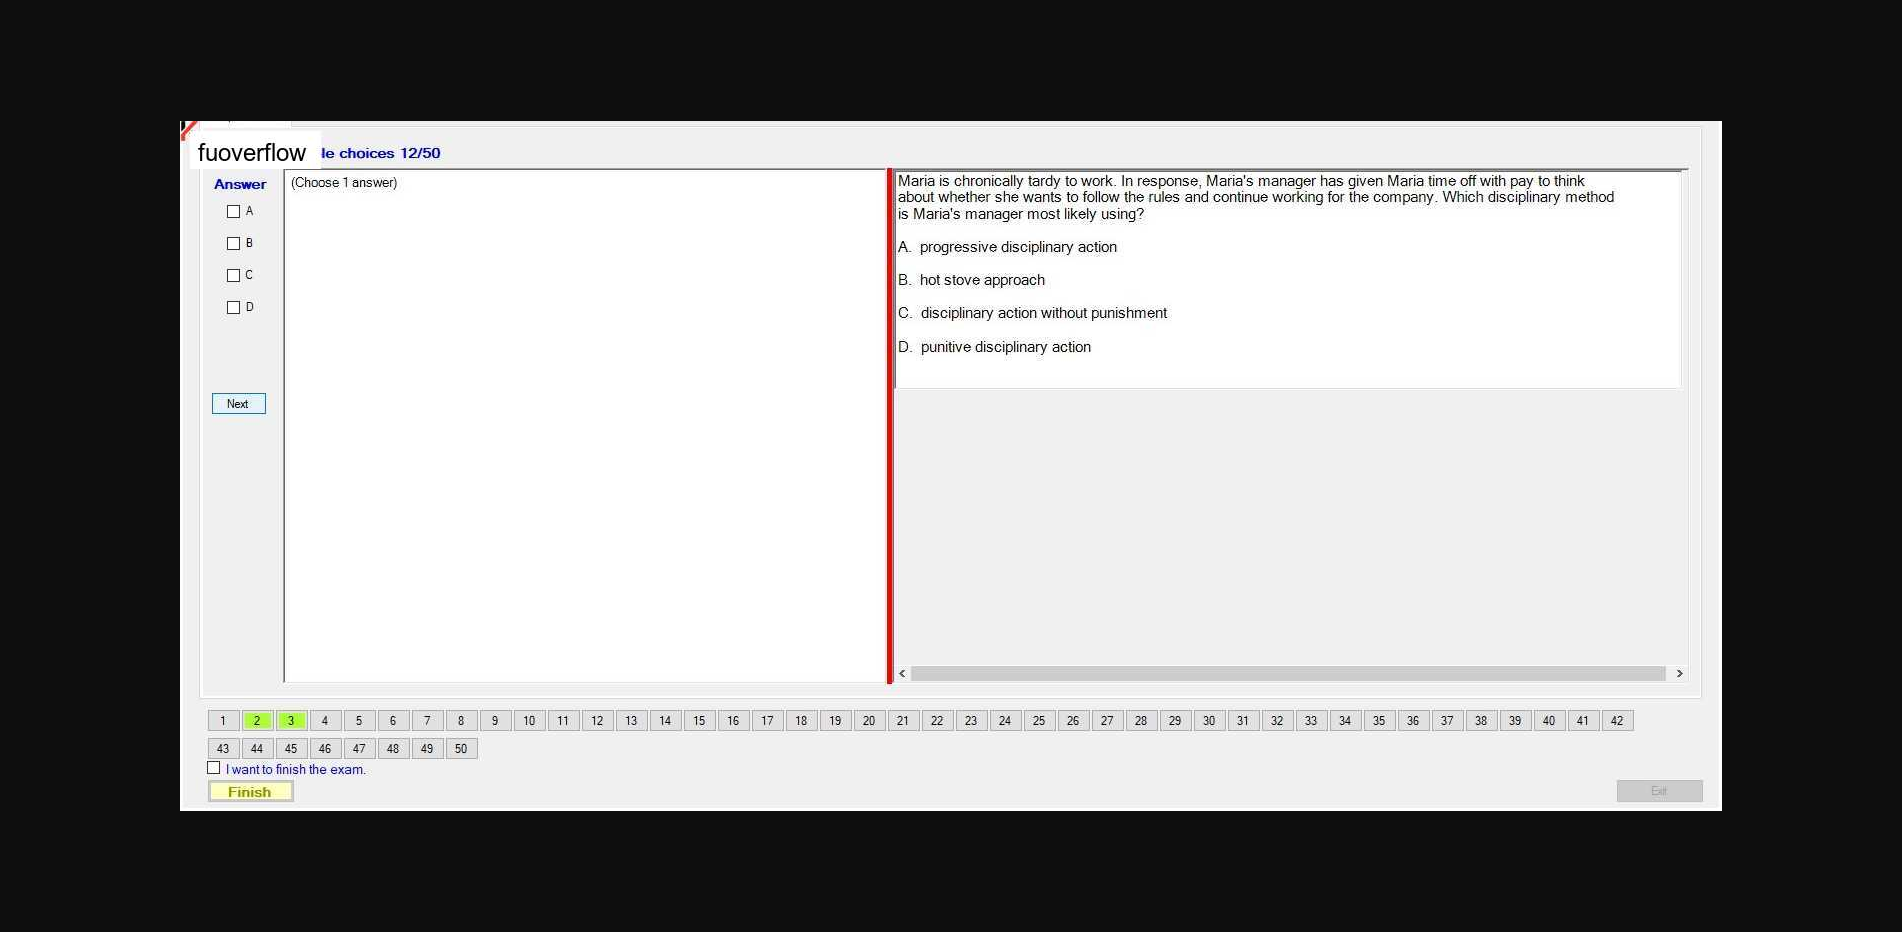 fuoverflow le choices 12/50
Answer
(Choose 1 answer)
A
B
C
D
Next
Maria is chronically tardy to work. In response, Maria's manager has given Maria time off with pay to think
about whether she wants to follow the rules and continue working for the company. Which disciplinary method
is Maria's manager most likely using?
A. progressive disciplinary action
B. hot stove approach
C. disciplinary action without punishment
D. punitive disciplinary action
1 2 3 4 5 6 7 8 9 10 11 12 13 14 15 16 17 18 19 20 21 22 23 24 25 26 27 28 29 30 31 32 33 34 35 36 37 38 39 40 41 42
43 44 45 46 47 48 49 50
I want to finish the exam.
Finish
Exit